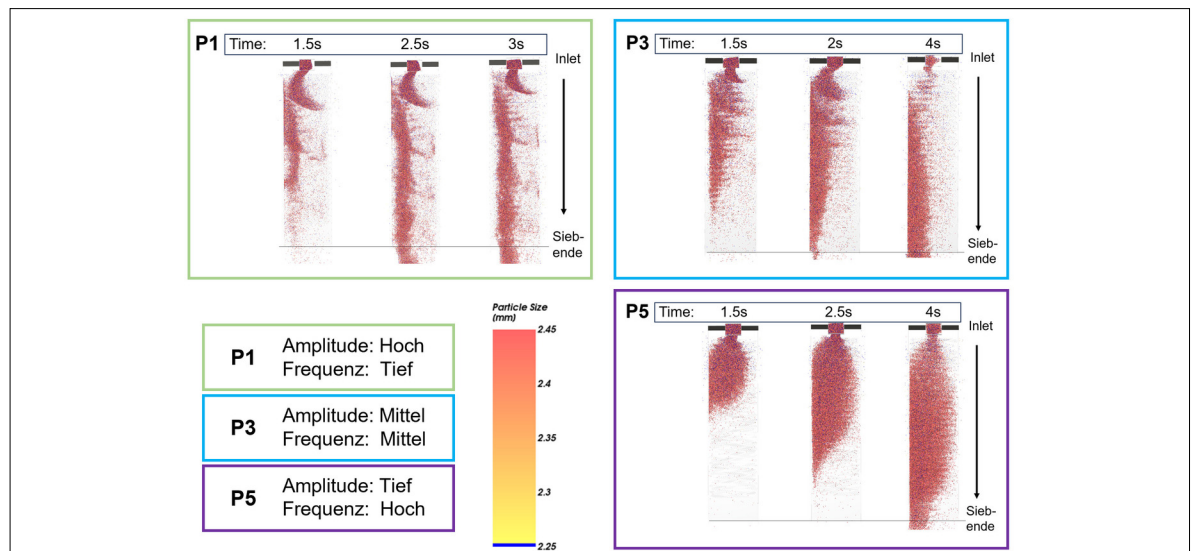 P1 Time: 1.5s 2.5s 3s
Inlet
Sieb-
ende
P3 Time: 1.5s 2s 4s
Inlet
Sieb-
ende
P1 Amplitude: Hoch
Frequenz: Tief
P3 Amplitude: Mittel
Frequenz: Mittel
P5 Amplitude: Tief
Frequenz: Hoch
Particle Size
(mm)
2.45
2.4
2.35
2.3
2.25
P5 Time: 1.5s 2.5s 4s
Inlet
Sieb-
ende